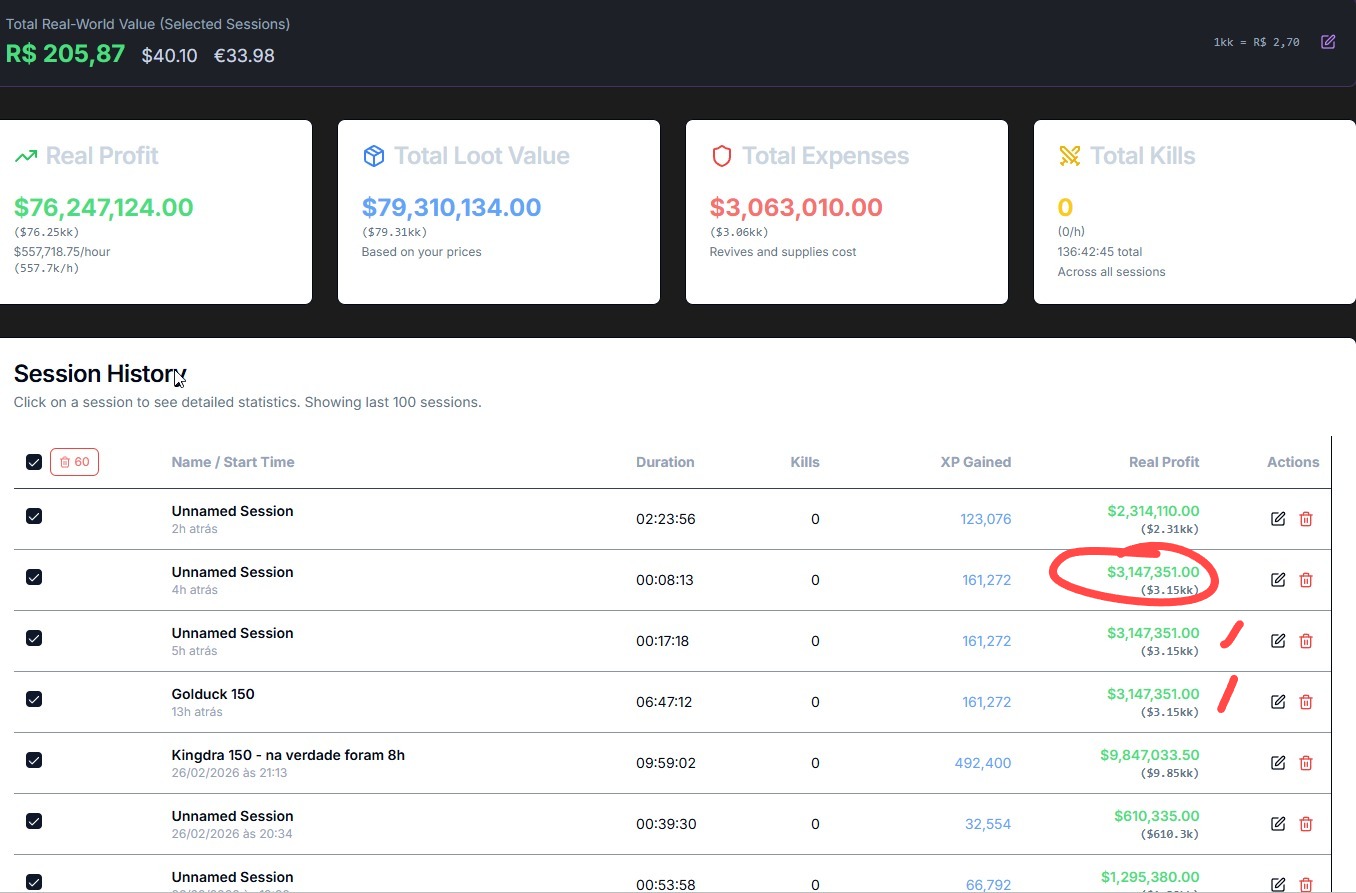 Total Real-World Value (Selected Sessions)
R$ 205,87 $40.10 €33.98
1kk = R$ 2,70
Real Profit
$76,247,124.00
($76.25kk)
$557,718.75/hour
(557.7k/h)
Total Loot Value
$79,310,134.00
($79.31kk)
Based on your prices
Total Expenses
$3,063,010.00
($3.06kk)
Revives and supplies cost
Total Kills
0
(0/h)
136:42:45 total
Across all sessions
Session History
Click on a session to see detailed statistics. Showing last 100 sessions.
60 Name / Start Time Duration Kills XP Gained Real Profit Actions
Unnamed Session 02:23:56 0 123,076 $2,314,110.00
2h atrás ($2.31kk)
Unnamed Session 00:08:13 0 161,272 $3,147,351.00
4h atrás ($3.15kk)
Unnamed Session 00:17:18 0 161,272 $3,147,351.00
5h atrás ($3.15kk)
Golduck 150 06:47:12 0 161,272 $3,147,351.00
13h atrás ($3.15kk)
Kingdra 150 - na verdade foram 8h 09:59:02 0 492,400 $9,847,033.50
26/02/2026 às 21:13 ($9.85kk)
Unnamed Session 00:39:30 0 32,554 $610,335.00
26/02/2026 às 20:34 ($610.3k)
Unnamed Session 00:53:58 0 66,792 $1,295,380.00